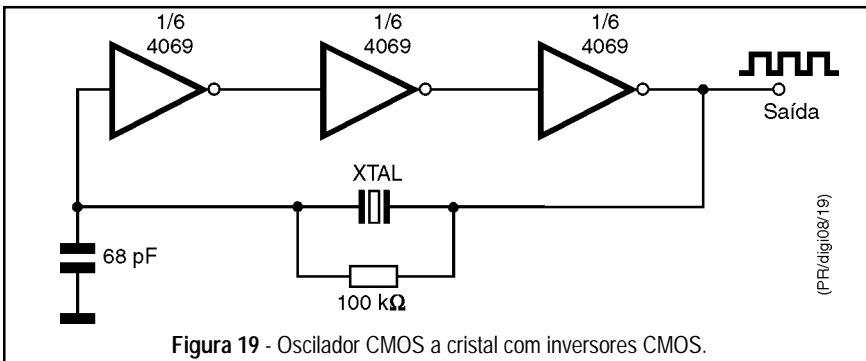 1/6
4069
1/6
4069
1/6
4069
Saída
XTAL
68 pF
100 kΩ
(PR/digi08/19)
Figura 19 - Oscilador CMOS a cristal com inversores CMOS.